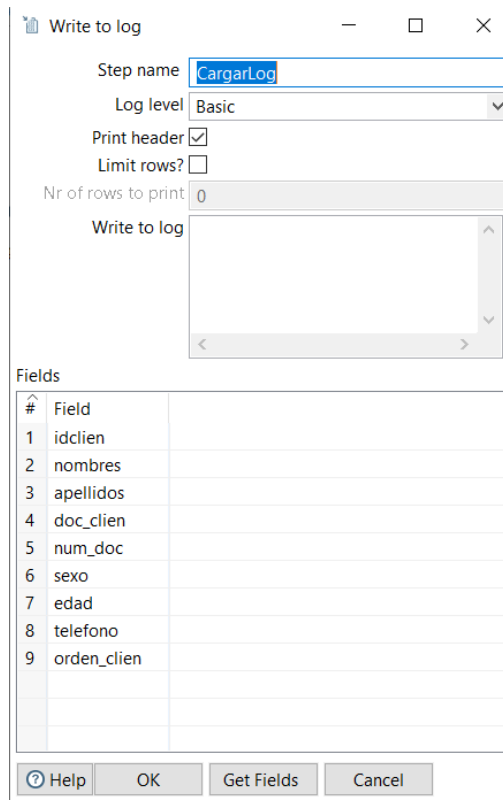 Write to log
Step name CargarLog
Log level Basic
Print header
Limit rows?
Nr of rows to print 0
Write to log
Fields
# Field
1 idclien
2 nombres
3 apellidos
4 doc_clien
5 num_doc
6 sexo
7 edad
8 telefono
9 orden_clien
? Help OK Get Fields Cancel